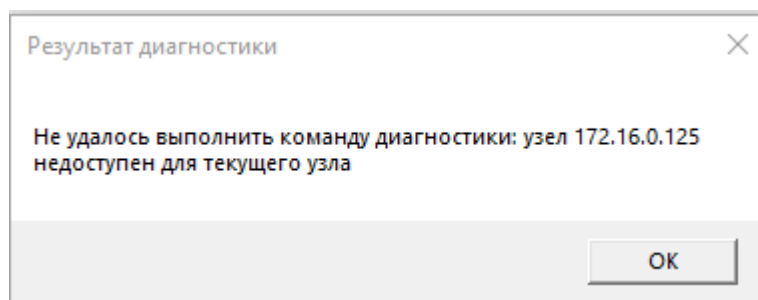 Результат диагностики
Не удалось выполнить команду диагностики: узел 172.16.0.125
недоступен для текущего узла
OK